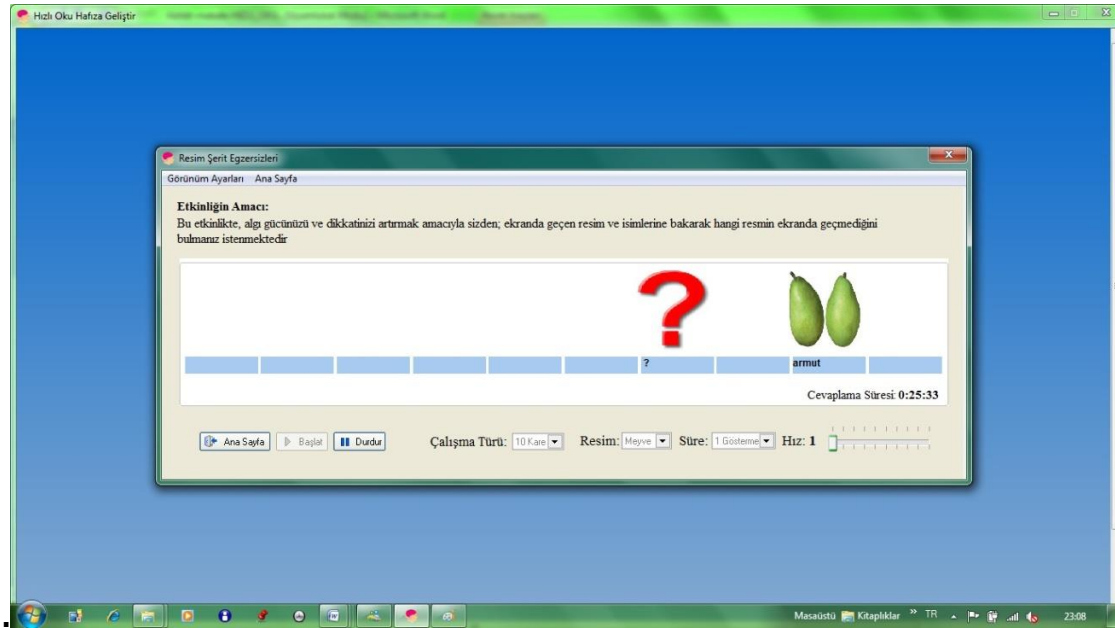 Hızlı Oku Hafıza Geliştir
Resim Şerit Egzersizleri
Görünüm Ayarları Ana Sayfa
Etkinliğin Amacı:
Bu etkinlikte, algı gücünüzü ve dikkatinizi artırmak amacıyla sizden; ekranda geçen resim ve isimlerine bakarak hangi resmin ekranda geçmediğini
bulmanız istenmektedir
?
? armut
Cevaplama Süresi: 0:25:33
Ana Sayfa Başlat Durdur Çalışma Türü: 10 Kare Resim: Meyve Süre: 1 Gösterme Hız: 1
Masaüstü Kitaplıklar » TR 23:08